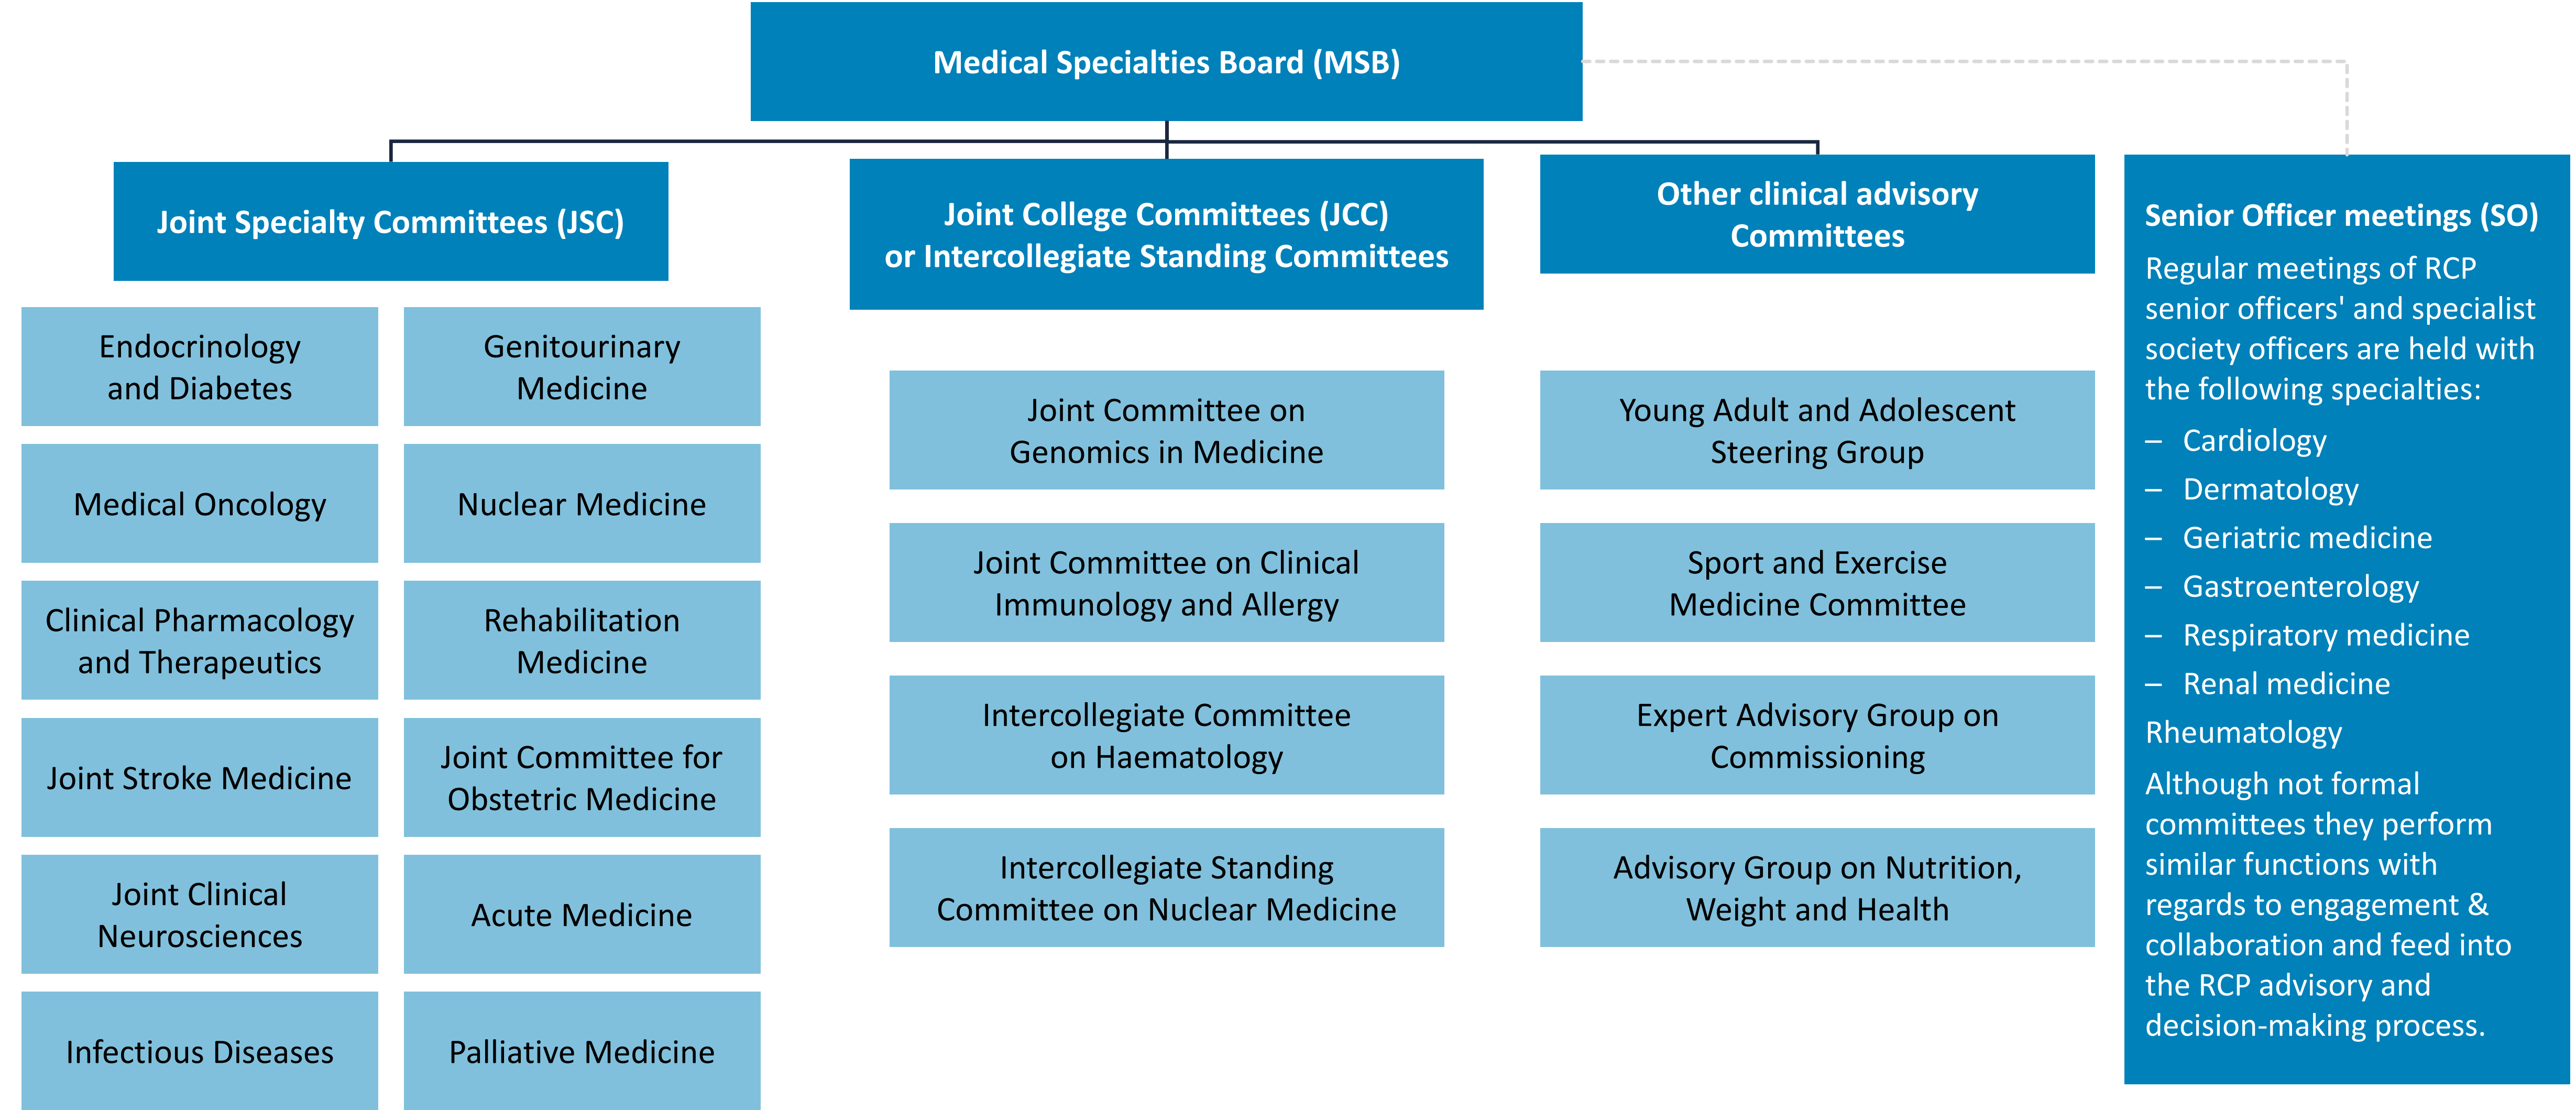 Medical Specialties Board (MSB)
Joint Specialty Committees (JSC)
Endocrinology
and Diabetes
Genitourinary
Medicine
Medical Oncology
Nuclear Medicine
Clinical Pharmacology
and Therapeutics
Rehabilitation
Medicine
Joint Stroke Medicine
Joint Committee for
Obstetric Medicine
Joint Clinical
Neurosciences
Acute Medicine
Infectious Diseases
Palliative Medicine
Joint College Committees (JCC)
or Intercollegiate Standing Committees
Joint Committee on
Genomics in Medicine
Joint Committee on Clinical
Immunology and Allergy
Intercollegiate Committee
on Haematology
Intercollegiate Standing
Committee on Nuclear Medicine
Other clinical advisory
Committees
Young Adult and Adolescent
Steering Group
Sport and Exercise
Medicine Committee
Expert Advisory Group on
Commissioning
Advisory Group on Nutrition,
Weight and Health
Senior Officer meetings (SO)
Regular meetings of RCP
senior officers' and specialist
society officers are held with
the following specialties:
– Cardiology
– Dermatology
– Geriatric medicine
– Gastroenterology
– Respiratory medicine
– Renal medicine
Rheumatology
Although not formal
committees they perform
similar functions with
regards to engagement &
collaboration and feed into
the RCP advisory and
decision-making process.